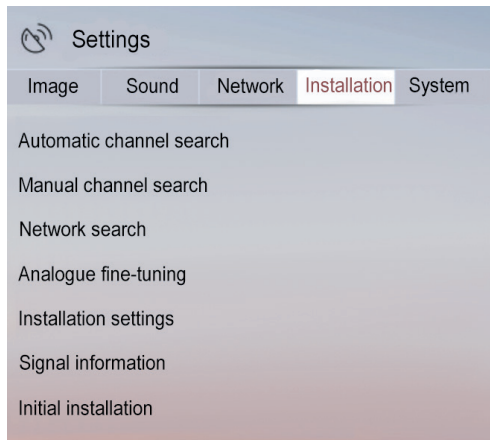 Settings
Image Sound Network Installation System
Automatic channel search
Manual channel search
Network search
Analogue fine-tuning
Installation settings
Signal information
Initial installation